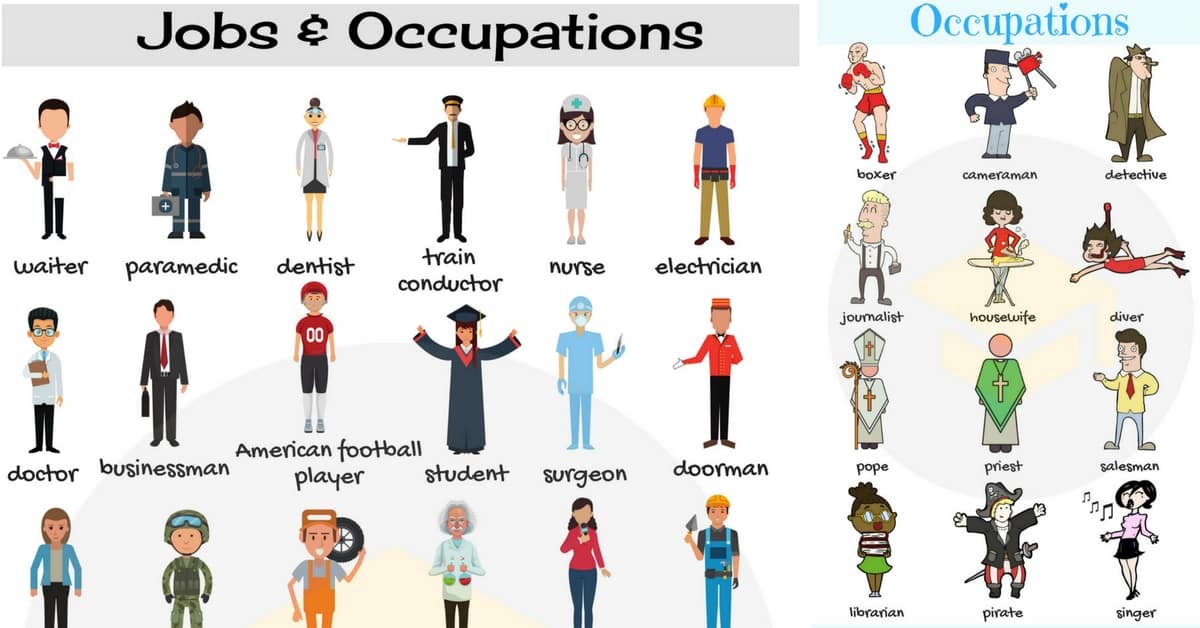 Jobs & Occupations
waiter
paramedic
dentist
train
conductor
nurse
electrician
00
doctor
businessman
American football
player
student
surgeon
doorman
Occupations
boxer
cameraman
detective
journalist
housewife
diver
pope
priest
salesman
librarian
pirate
singer